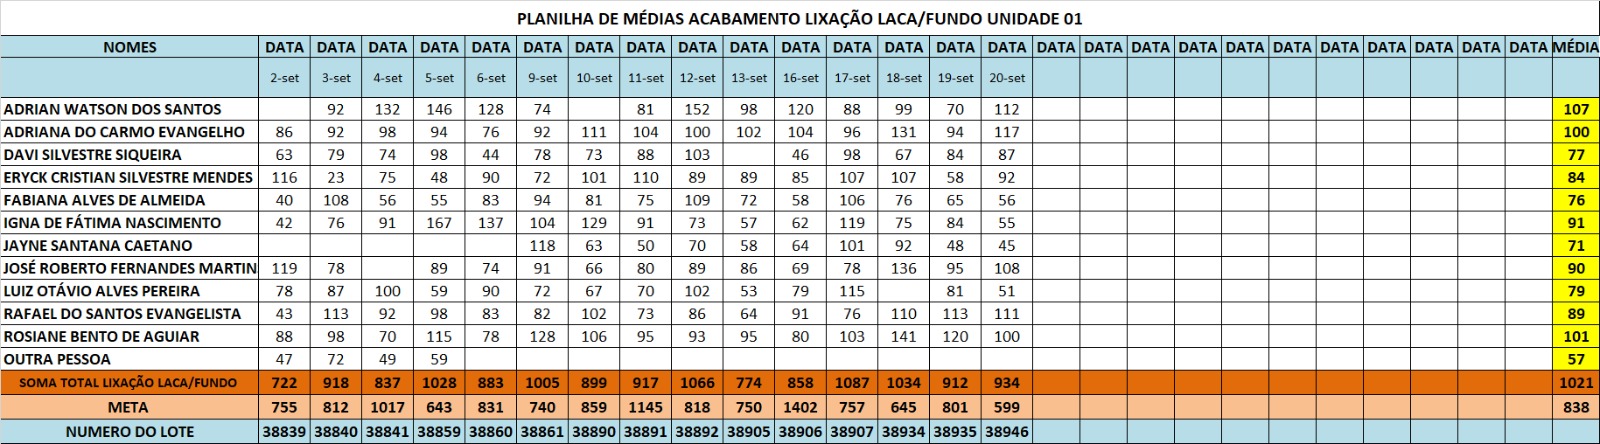 PLANILHA DE MÉDIAS ACABAMENTO LIXAÇÃO LACA/FUNDO UNIDADE 01
NOMES DATA DATA DATA DATA DATA DATA DATA DATA DATA DATA DATA DATA DATA DATA DATA DATA DATA DATA DATA DATA DATA DATA DATA DATA DATA DATA MÉDIA
2-set 3-set 4-set 5-set 6-set 9-set 10-set 11-set 12-set 13-set 16-set 17-set 18-set 19-set 20-set
ADRIAN WATSON DOS SANTOS 92 132 146 128 74 81 152 98 120 88 99 70 112 107
ADRIANA DO CARMO EVANGELHO 86 92 98 94 76 92 111 104 100 102 104 96 131 94 117 100
DAVI SILVESTRE SIQUEIRA 63 79 74 98 44 78 73 88 103 46 98 67 84 87 77
ERYCK CRISTIAN SILVESTRE MENDES 116 23 75 48 90 72 101 110 89 89 85 107 107 58 92 84
FABIANA ALVES DE ALMEIDA 40 108 56 55 83 94 81 75 109 72 58 106 76 65 56 76
IGNA DE FÁTIMA NASCIMENTO 42 76 91 167 137 104 129 91 73 57 62 119 75 84 55 91
JAYNE SANTANA CAETANO 118 63 50 70 58 64 101 92 48 45 71
JOSÉ ROBERTO FERNANDES MARTIN 119 78 89 74 91 66 80 89 86 69 78 136 95 108 90
LUIZ OTÁVIO ALVES PEREIRA 78 87 100 59 90 72 67 70 102 53 79 115 81 51 79
RAFAEL DO SANTOS EVANGELISTA 43 113 92 98 83 82 102 73 86 64 91 76 110 113 111 89
ROSIANE BENTO DE AGUIAR 88 98 70 115 78 128 106 95 93 95 80 103 141 120 100 101
OUTRA PESSOA 47 72 49 59 57
SOMA TOTAL LIXAÇÃO LACA/FUNDO 722 918 837 1028 883 1005 899 917 1066 774 858 1087 1034 912 934 1021
META 755 812 1017 643 831 740 859 1145 818 750 1402 757 645 801 599 838
NUMERO DO LOTE 38839 38840 38841 38859 38860 38861 38890 38891 38892 38905 38906 38907 38934 38935 38946